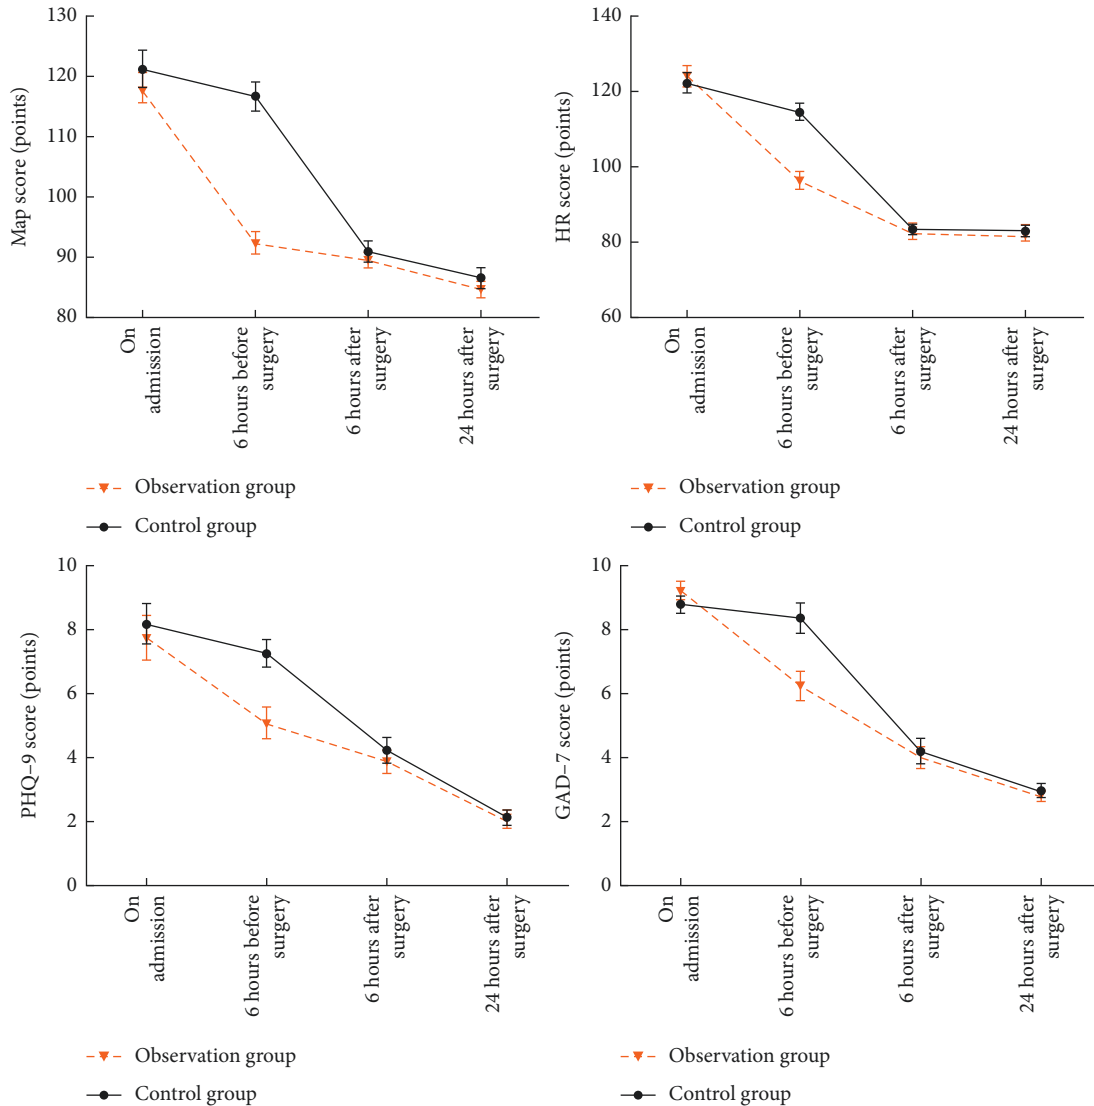 Map score (points)
130
120
110
100
90
80
On
admission
6 hours before
surgery
6 hours after
surgery
24 hours after
surgery
Observation group
Control group
HR score (points)
140
120
100
80
60
On
admission
6 hours before
surgery
6 hours after
surgery
24 hours after
surgery
Observation group
Control group
PHQ–9 score (points)
10
8
6
4
2
0
On
admission
6 hours before
surgery
6 hours after
surgery
24 hours after
surgery
Observation group
Control group
GAD–7 score (points)
10
8
6
4
2
0
On
admission
6 hours before
surgery
6 hours after
surgery
24 hours after
surgery
Observation group
Control group